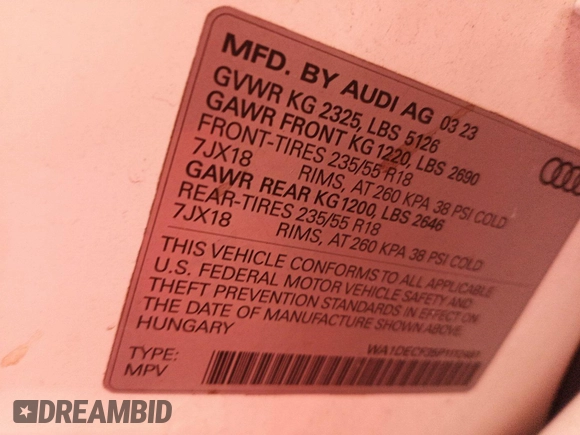 MFD. BY AUDI AG 03 23
GVWR KG 2325, LBS 5126
GAWR FRONT KG 1220, LBS 2690
FRONT-TIRES 235/55 R18
7JX18 RIMS, AT 260 KPA 38 PSI COLD
GAWR REAR KG 1200, LBS 2646
REAR-TIRES 235/55 R18
7JX18 RIMS, AT 260 KPA 38 PSI COLD
THIS VEHICLE CONFORMS TO ALL APPLICABLE
U.S. FEDERAL MOTOR VEHICLE SAFETY AND
THEFT PREVENTION STANDARDS IN EFFECT ON
THE DATE OF MANUFACTURE SHOWN ABOVE.
HUNGARY
TYPE:
MPV
DREAMBID